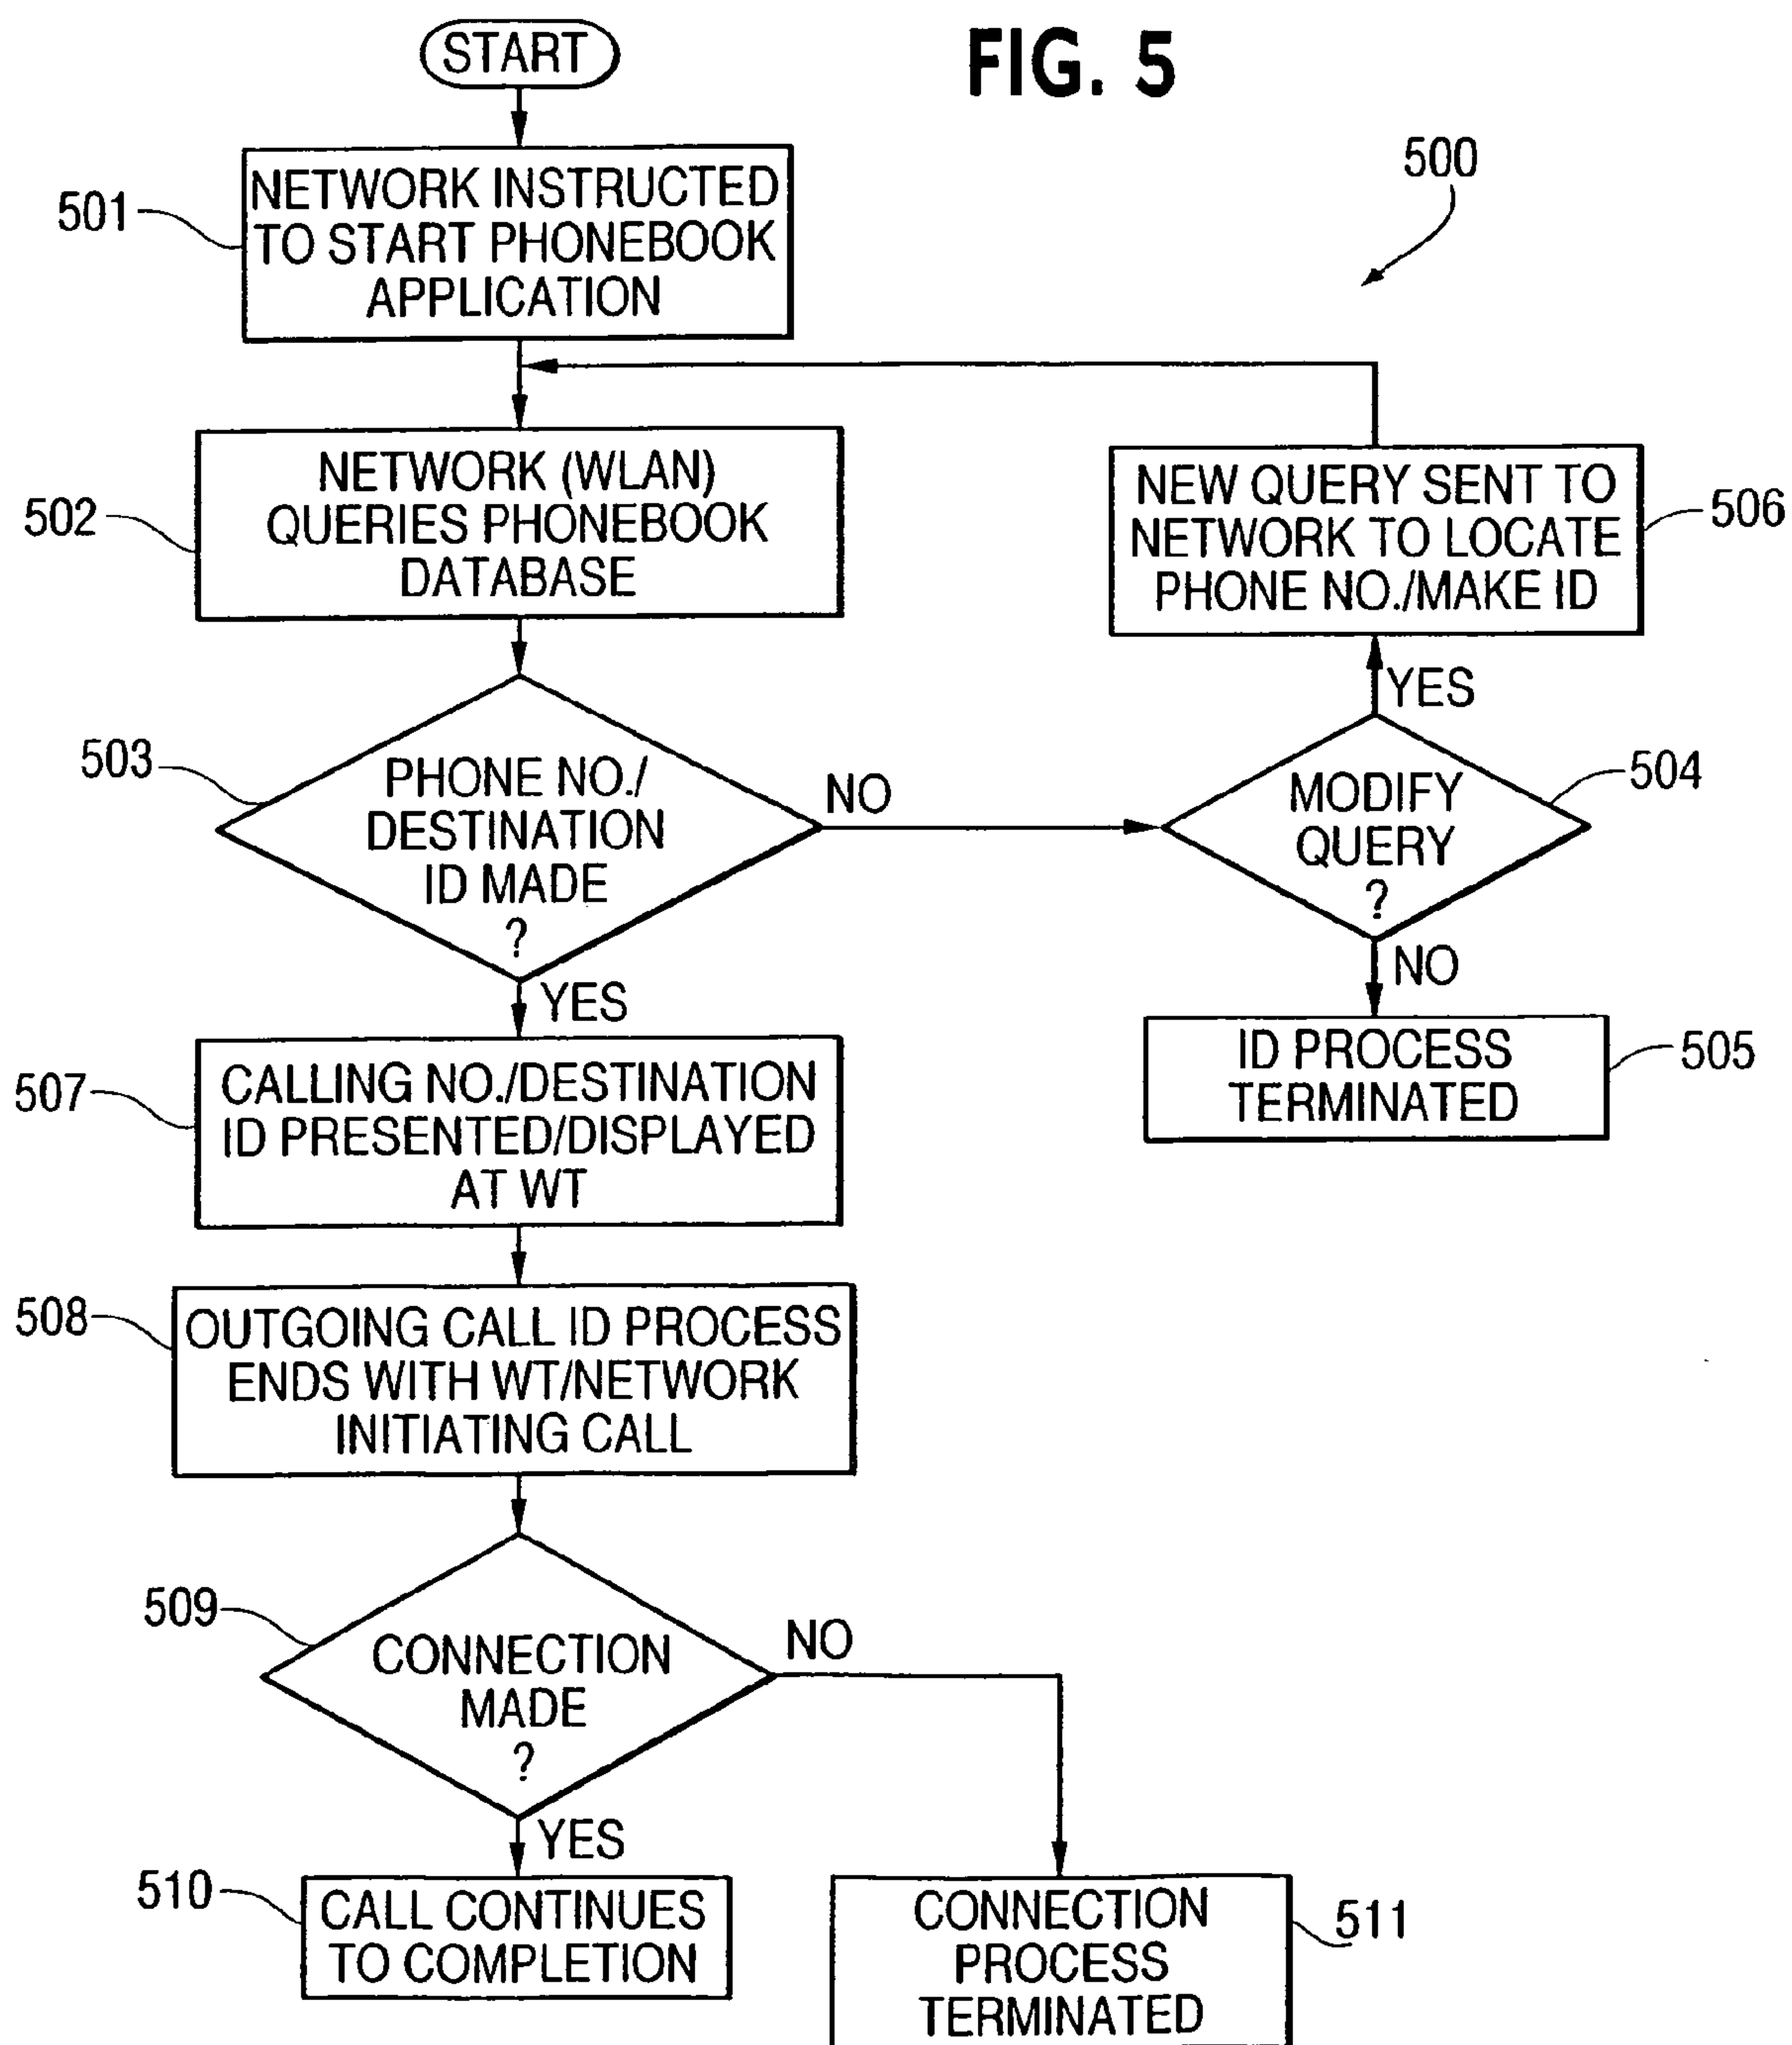 START
FIG. 5
500
501
NETWORK INSTRUCTED
TO START PHONEBOOK
APPLICATION
502
NETWORK (WLAN)
QUERIES PHONEBOOK
DATABASE
NEW QUERY SENT TO
NETWORK TO LOCATE
PHONE NO./MAKE ID
506
YES
503
PHONE NO./
DESTINATION
ID MADE
?
NO
MODIFY
QUERY
?
504
NO
YES
ID PROCESS
TERMINATED
505
507
CALLING NO./DESTINATION
ID PRESENTED/DISPLAYED
AT WT
508
OUTGOING CALL ID PROCESS
ENDS WITH WT/NETWORK
INITIATING CALL
509
CONNECTION
MADE
?
NO
YES
510
CALL CONTINUES
TO COMPLETION
CONNECTION
PROCESS
TERMINATED
511